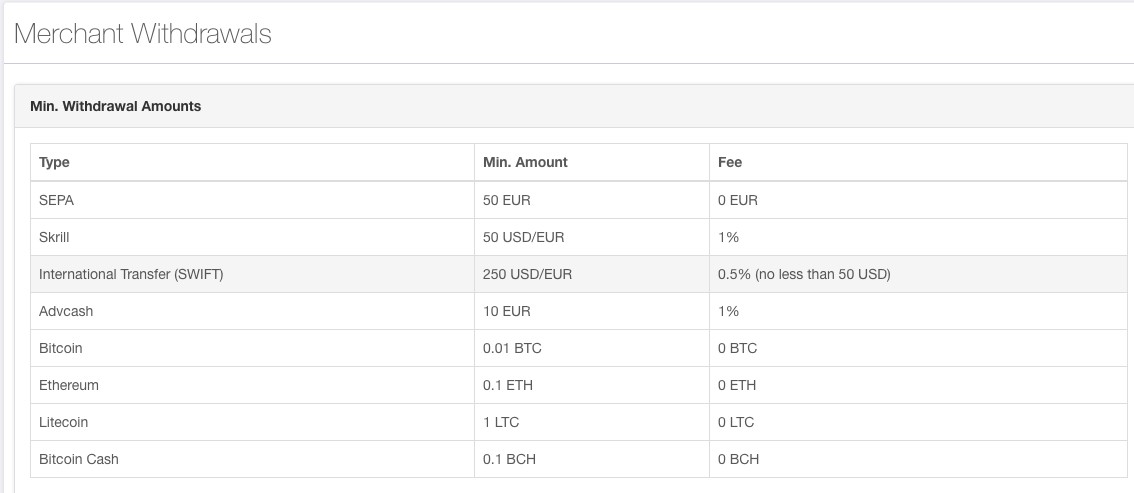 Merchant Withdrawals
Min. Withdrawal Amounts
Type Min. Amount Fee
SEPA 50 EUR 0 EUR
Skrill 50 USD/EUR 1%
International Transfer (SWIFT) 250 USD/EUR 0.5% (no less than 50 USD)
Advcash 10 EUR 1%
Bitcoin 0.01 BTC 0 BTC
Ethereum 0.1 ETH 0 ETH
Litecoin 1 LTC 0 LTC
Bitcoin Cash 0.1 BCH 0 BCH